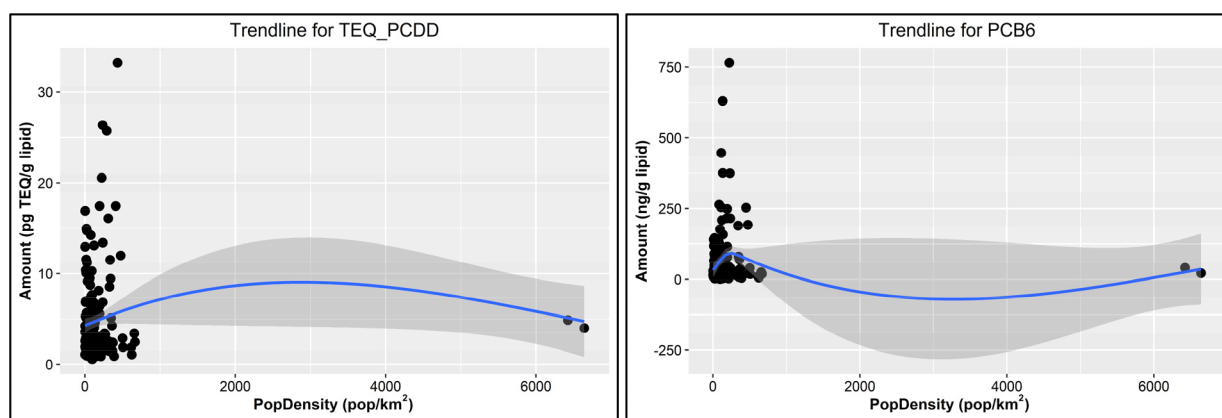 Trendline for TEQ_PCDD
30
20
10
0
Amount (pg TEQ/g lipid)
0 2000 4000 6000
PopDensity (pop/km²)
Trendline for PCB6
750
500
250
0
-250
Amount (ng/g lipid)
0 2000 4000 6000
PopDensity (pop/km²)